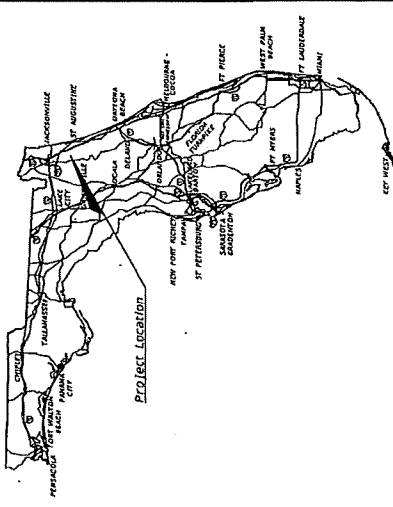 PENSACOLA
FORT WALTON
BEACH
PANAMA
CITY
CHIPLEY
TALLAHASSEE
LAKE
CITY
JACKSONVILLE
ST AUGUSTINE
OCALA
DAYTONA
BEACH
DELAND
ORLANDO
MELBOURNE -
COCOA
FLORIDA
TURNPIKE
NEW PORT RICHEY
TAMPA
ST PETERSBURG
BARTOW
SARASOTA
BRADENTON
FT PIERCE
WEST PALM
BEACH
FT LAUDERDALE
MIAMI
FT MYERS
NAPLES
KEY WEST
Project Location